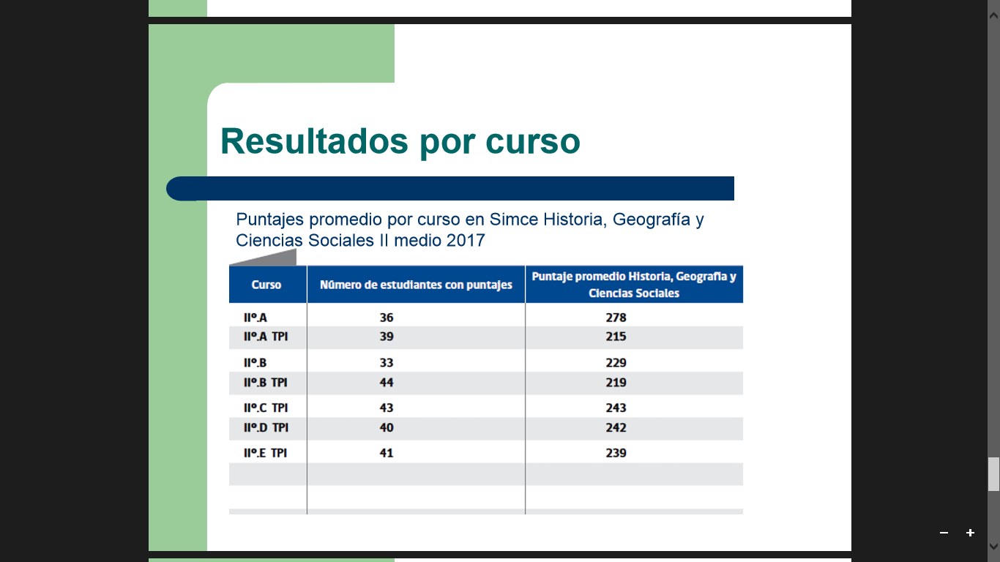 Resultados por curso
Puntajes promedio por curso en Simce Historia, Geografía y
Ciencias Sociales II medio 2017
Curso Número de estudiantes con puntajes Puntaje promedio Historia, Geografía y
Ciencias Sociales
IIº.A 36 278
IIº.A TPI 39 215
IIº.B 33 229
IIº.B TPI 44 219
IIº.C TPI 43 243
IIº.D TPI 40 242
IIº.E TPI 41 239